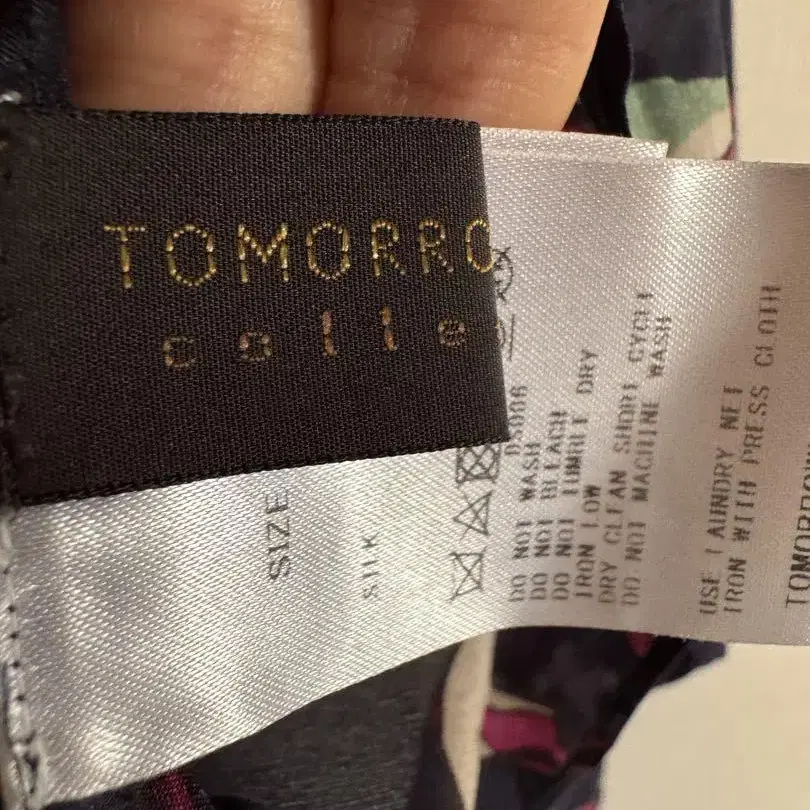 TOMORRO
colle
SIZE
SILK
DO NOT WASH
DO NOT BLEACH
DO NOT TUMBLE DRY
IRON LOW
DRY CLEAN SHORT CYCLE
DO NOT MACHINE WASH
USE LAUNDRY NET
IRON WITH PRESS CLOTH
TOMORROW